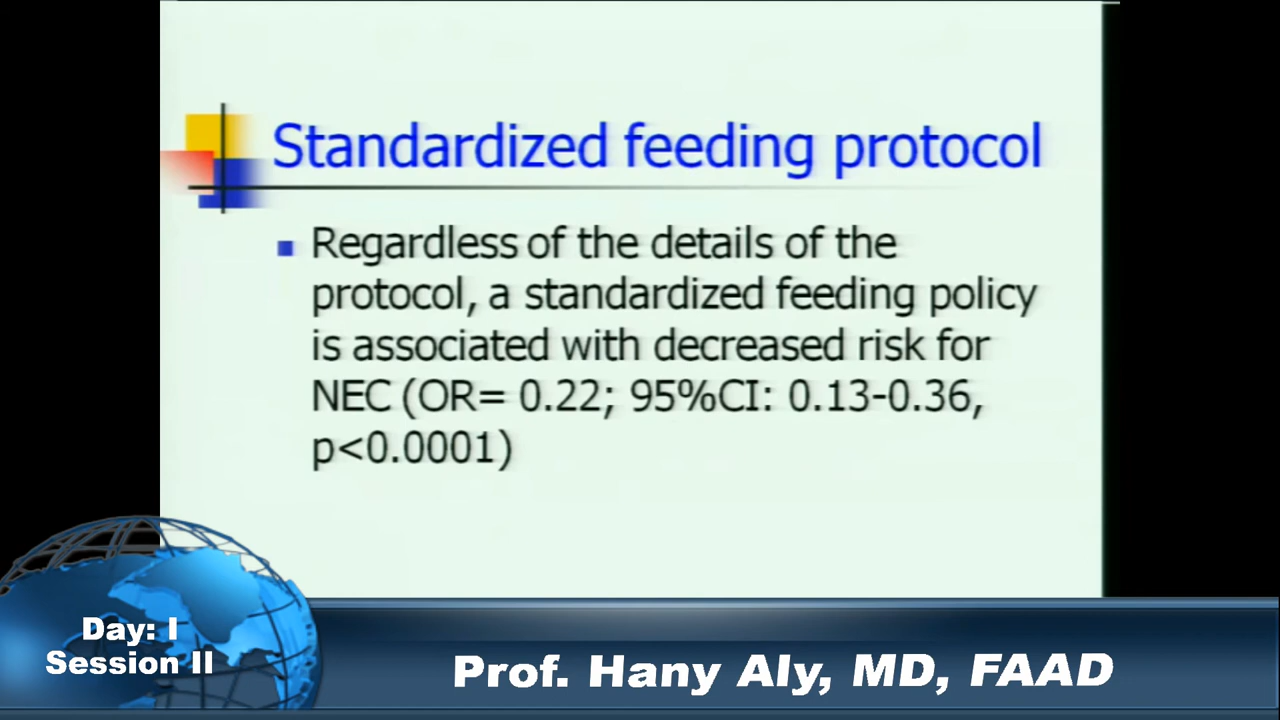 Standardized feeding protocol
Regardless of the details of the
protocol, a standardized feeding policy
is associated with decreased risk for
NEC (OR= 0.22; 95%CI: 0.13-0.36,
p<0.0001)
Day: I
Session II
Prof. Hany Aly, MD, FAAD